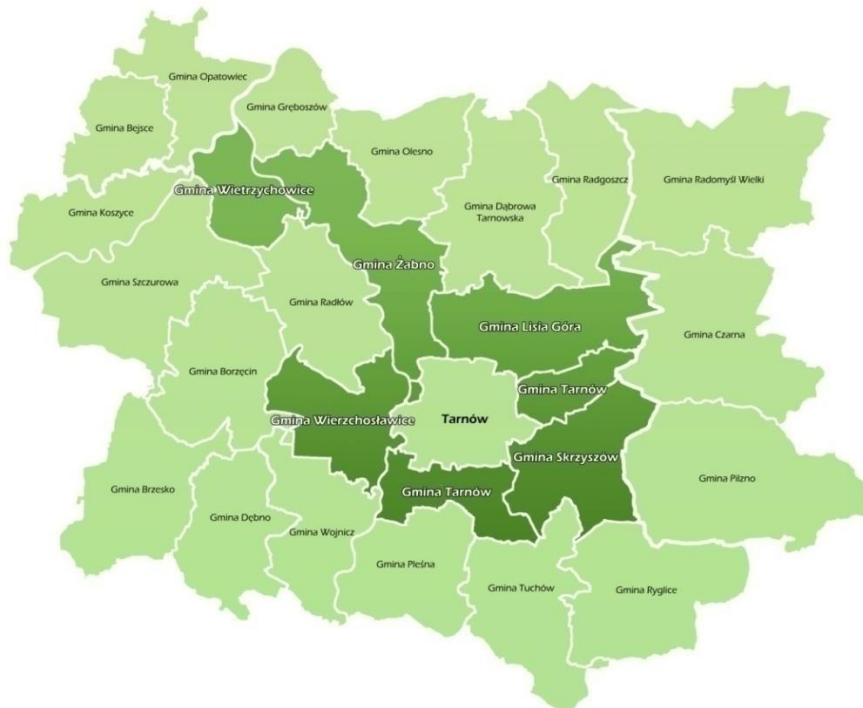 Gmina Opatowiec
Gmina Gręboszów
Gmina Bejsce
Gmina Olesno
Gmina Radgoszcz
Gmina Radomyśl Wielki
Gmina Wietrzychowice
Gmina Koszyce
Gmina Dąbrowa
Tarnowska
Gmina Żabno
Gmina Szczurowa
Gmina Radłów
Gmina Lisia Góra
Gmina Czarna
Gmina Borzęcin
Gmina Tarnów
Gmina Wierzchosławice
Tarnów
Gmina Skrzyszów
Gmina Pilzno
Gmina Brzesko
Gmina Tarnów
Gmina Dębno
Gmina Wojnicz
Gmina Pleśna
Gmina Tuchów
Gmina Ryglice